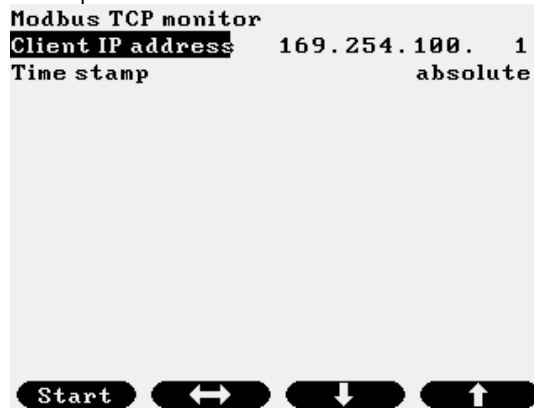 Modbus TCP monitor
Client IP address 169.254.100. 1
Time stamp absolute
Start